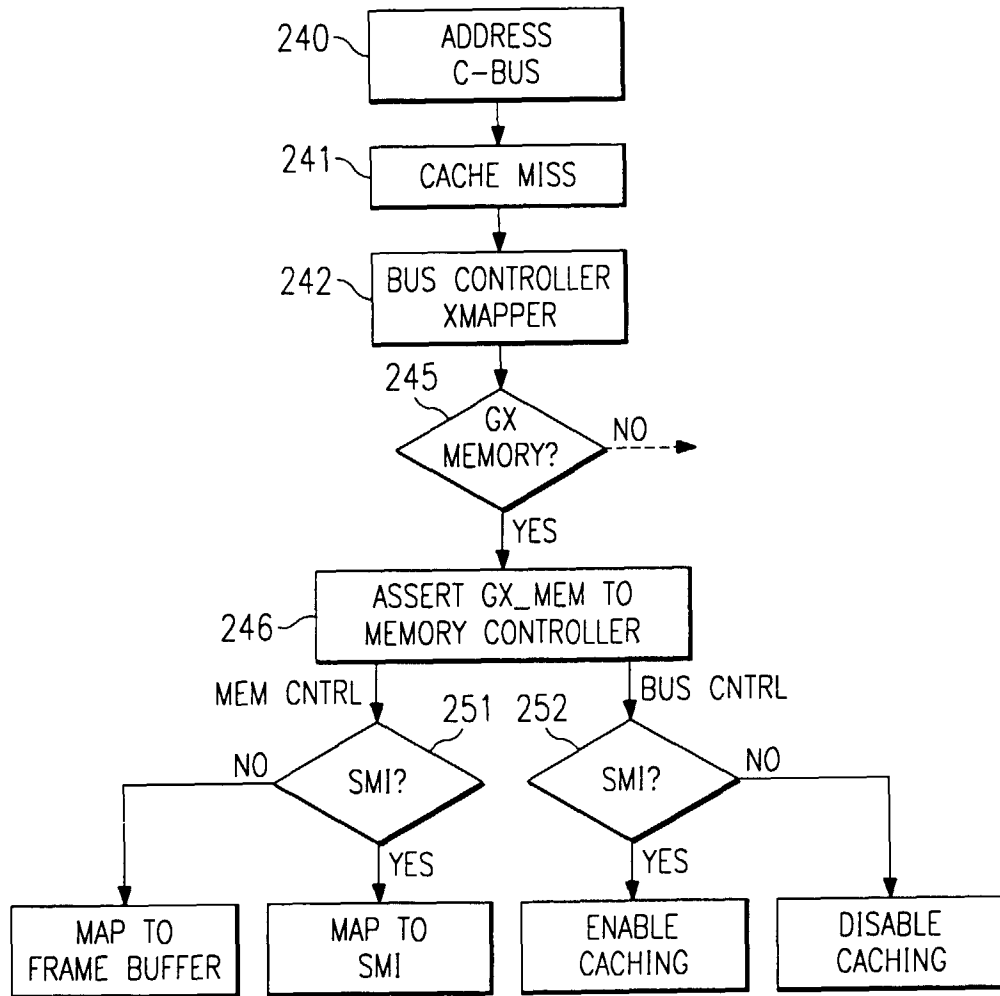 240
ADDRESS
C-BUS
241
CACHE MISS
242
BUS CONTROLLER
XMAPPER
245
GX
MEMORY?
NO
YES
246
ASSERT GX_MEM TO
MEMORY CONTROLLER
MEM CNTRL
BUS CNTRL
251
252
NO
SMI?
SMI?
NO
YES
YES
MAP TO
FRAME BUFFER
MAP TO
SMI
ENABLE
CACHING
DISABLE
CACHING